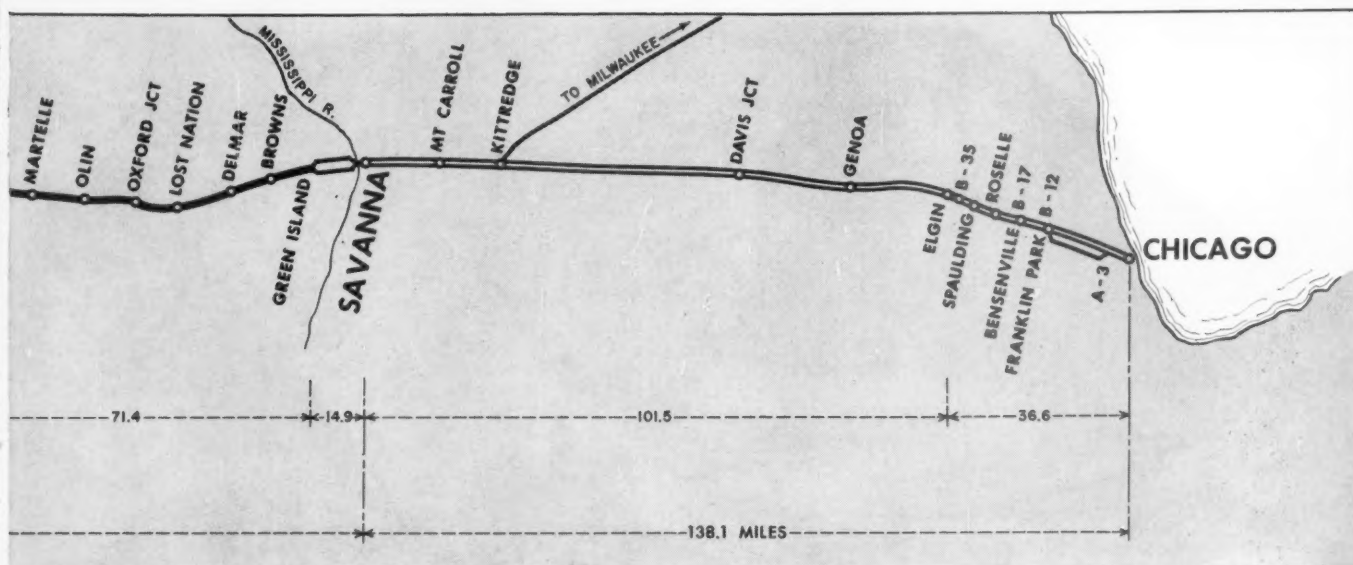 MARTELLE
OLIN
OXFORD JCT
LOST NATION
DELMAR
BROWNS
GREEN ISLAND
MISSISSIPPI R.
SAVANNA
MT CARROLL
KITTREDGE
TO MILWAUKEE
DAVIS JCT
GENOA
ELGIN
SPAULDING
B - 35
ROSELLE
BENSENVILLE
B - 17
FRANKLIN PARK
B - 12
A - 3
CHICAGO
71.4
14.9
101.5
36.6
138.1 MILES